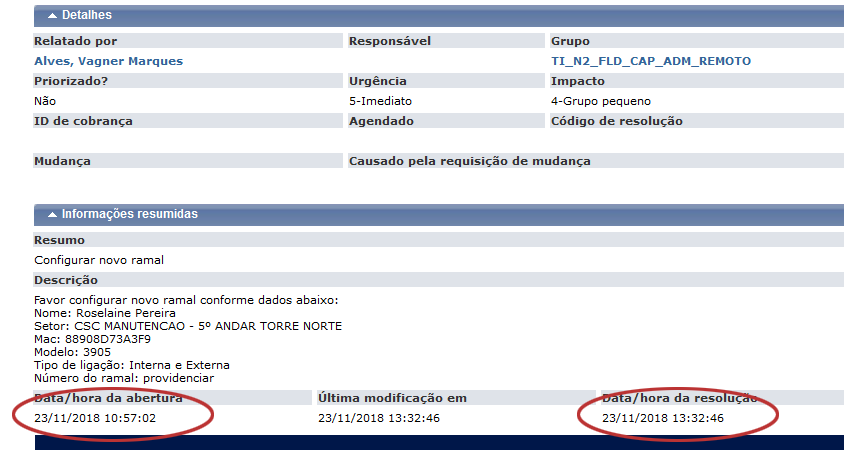 Detalhes
Relatado por Responsável Grupo
Alves, Vagner Marques TI_N2_FLD_CAP_ADM_REMOTO
Priorizado? Urgência Impacto
Não 5-Imediato 4-Grupo pequeno
ID de cobrança Agendado Código de resolução
Mudança Causado pela requisição de mudança
Informações resumidas
Resumo
Configurar novo ramal
Descrição
Favor configurar novo ramal conforme dados abaixo:
Nome: Roselaine Pereira
Setor: CSC MANUTENCAO - 5º ANDAR TORRE NORTE
Mac: 88908D73A3F9
Modelo: 3905
Tipo de ligação: Interna e Externa
Número do ramal: providenciar
Data/hora da abertura Última modificação em Data/hora da resolução
23/11/2018 10:57:02 23/11/2018 13:32:46 23/11/2018 13:32:46